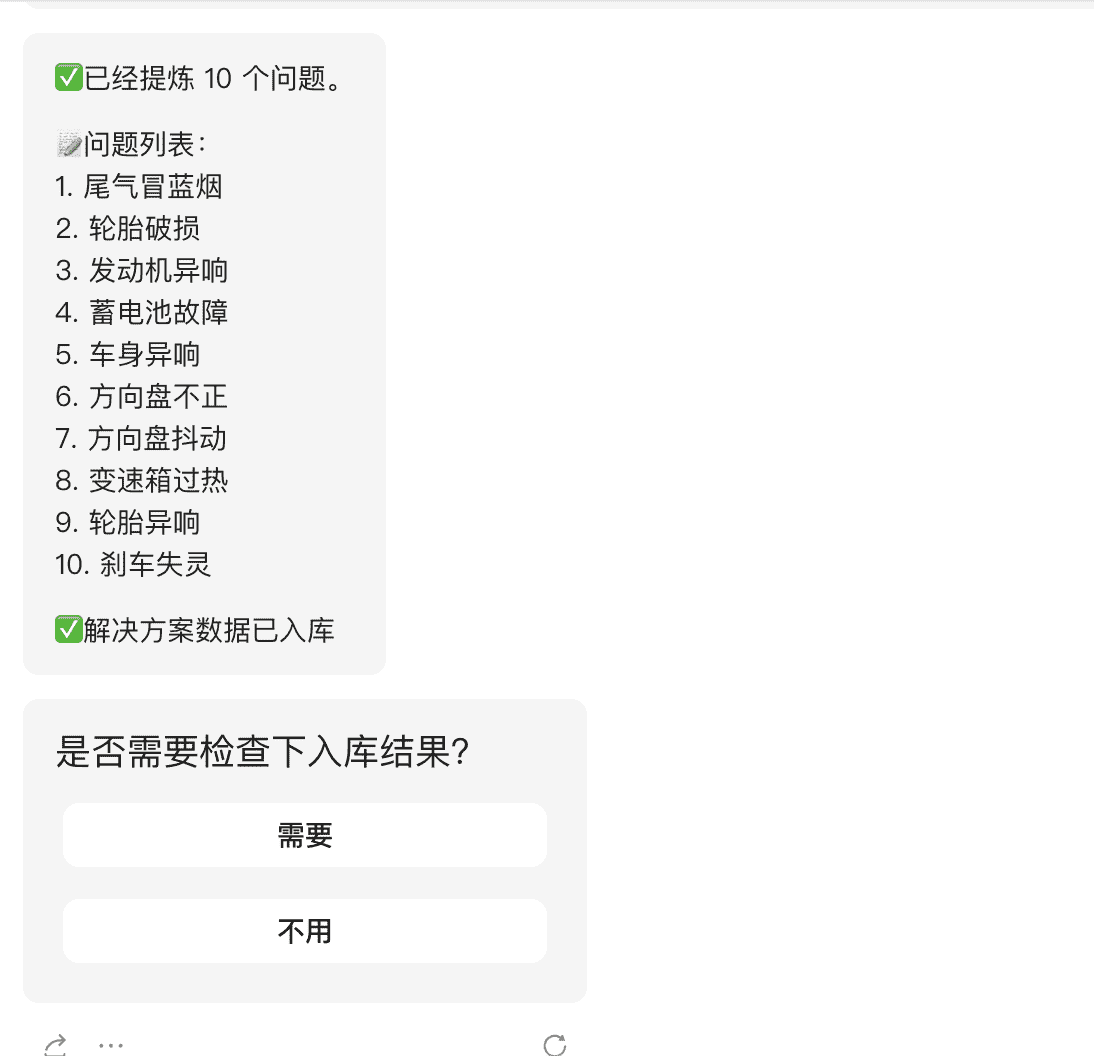 ✅已经提炼 10 个问题。
📝问题列表：
1. 尾气冒蓝烟
2. 轮胎破损
3. 发动机异响
4. 蓄电池故障
5. 车身异响
6. 方向盘不正
7. 方向盘抖动
8. 变速箱过热
9. 轮胎异响
10. 刹车失灵
✅解决方案数据已入库
是否需要检查下入库结果?
需要
不用